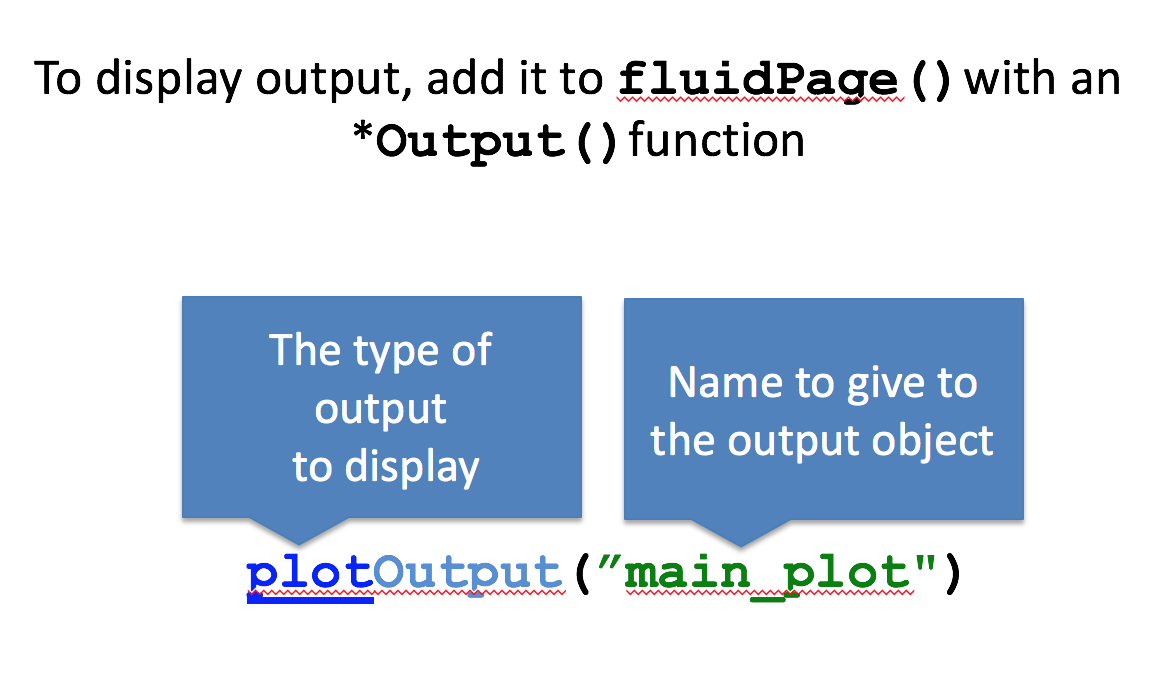 To display output, add it to fluidPage() with an
*Output() function
The type of
output
to display
Name to give to
the output object
plotOutput(″main_plot")